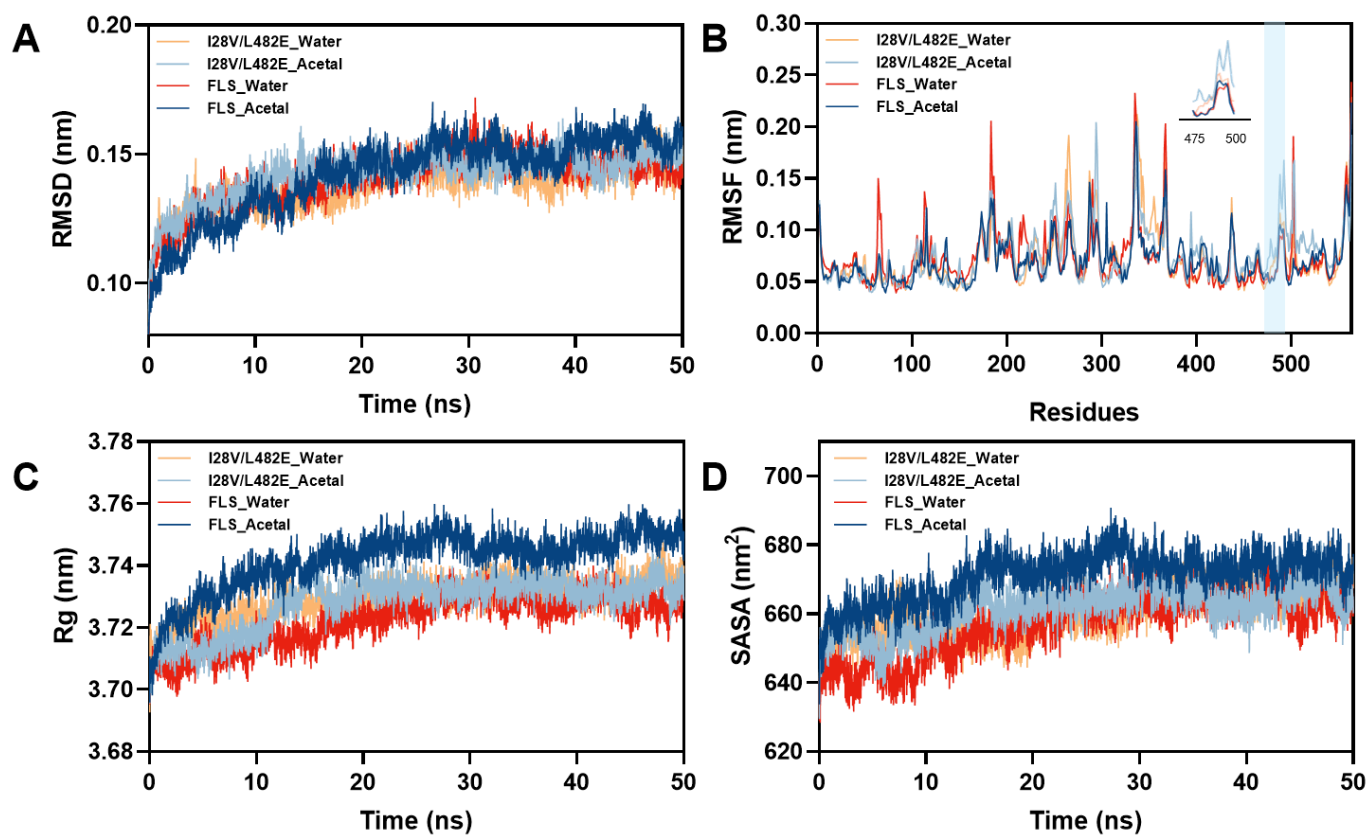 A
RMSD (nm)
0.20
0.15
0.10
I28V/L482E_Water
I28V/L482E_Acetal
FLS_Water
FLS_Acetal
0 10 20 30 40 50
Time (ns)
B
RMSF (nm)
0.30
0.25
0.20
0.15
0.10
0.05
0.00
I28V/L482E_Water
I28V/L482E_Acetal
FLS_Water
FLS_Acetal
475 500
0 100 200 300 400 500
Residues
C
Rg (nm)
3.78
3.76
3.74
3.72
3.70
3.68
I28V/L482E_Water
I28V/L482E_Acetal
FLS_Water
FLS_Acetal
0 10 20 30 40 50
Time (ns)
D
SASA (nm²)
700
680
660
640
620
I28V/L482E_Water
I28V/L482E_Acetal
FLS_Water
FLS_Acetal
0 10 20 30 40 50
Time (ns)